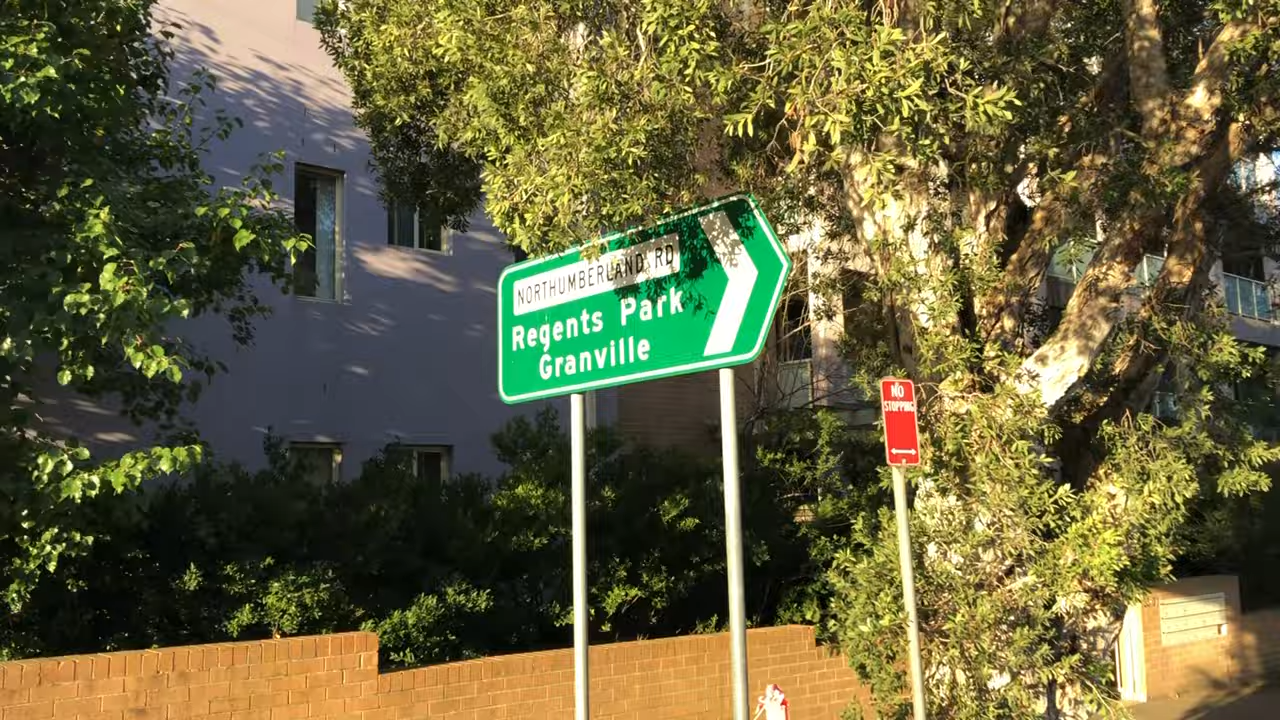 NORTHUMBERLAND RD
Regents Park
Granville
NO
STOPPING